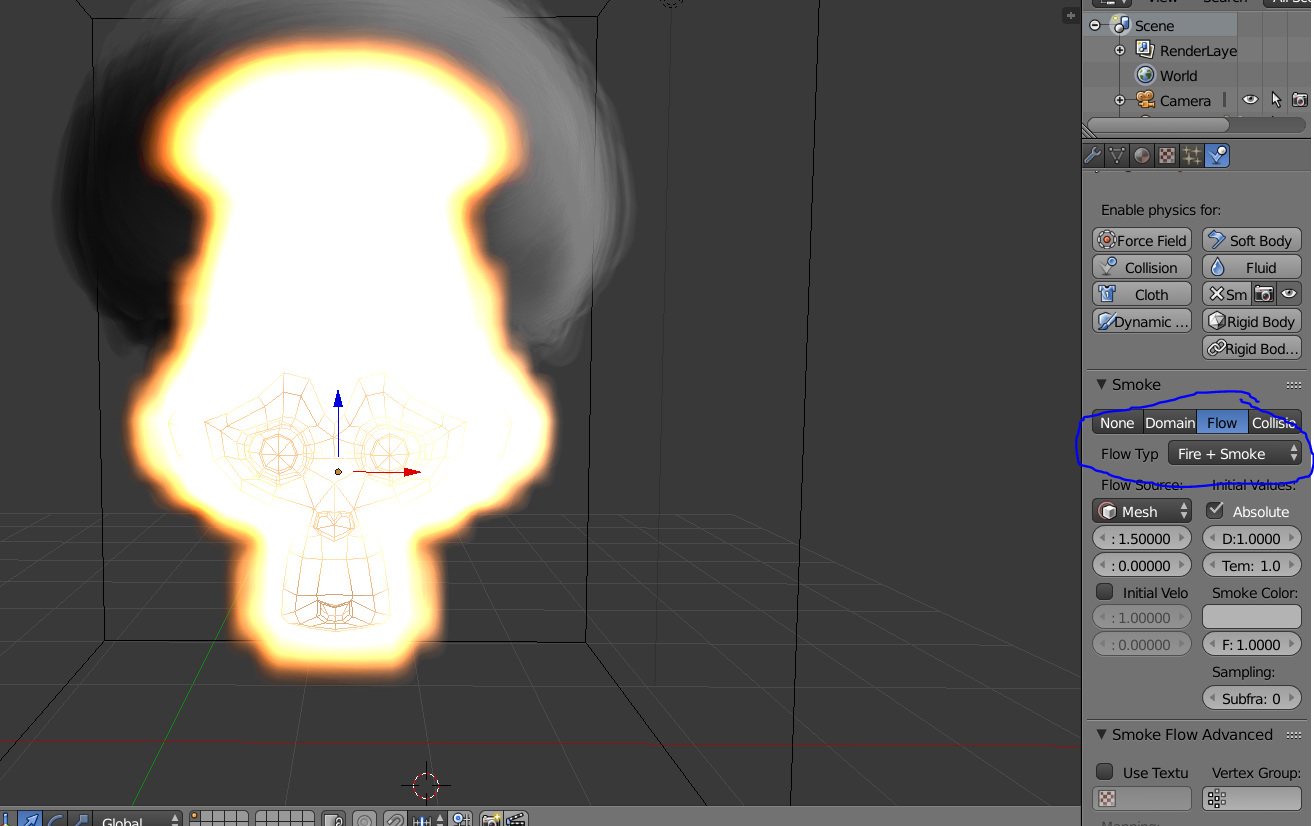 View Search All Sc
Scene
RenderLaye
World
Camera
Enable physics for:
Force Field Soft Body
Collision Fluid
Cloth Sm
Dynamic ... Rigid Body
Rigid Bod...
Smoke
None Domain Flow Collisio
Flow Typ Fire + Smoke
Flow Source: Initial Values:
Mesh Absolute
: 1.50000 D:1.0000
: 0.00000 Tem: 1.0
Initial Velo Smoke Color:
: 1.00000
: 0.00000 F: 1.0000
Sampling:
Subfra: 0
Smoke Flow Advanced
Use Textu Vertex Group:
Mapping:
Global